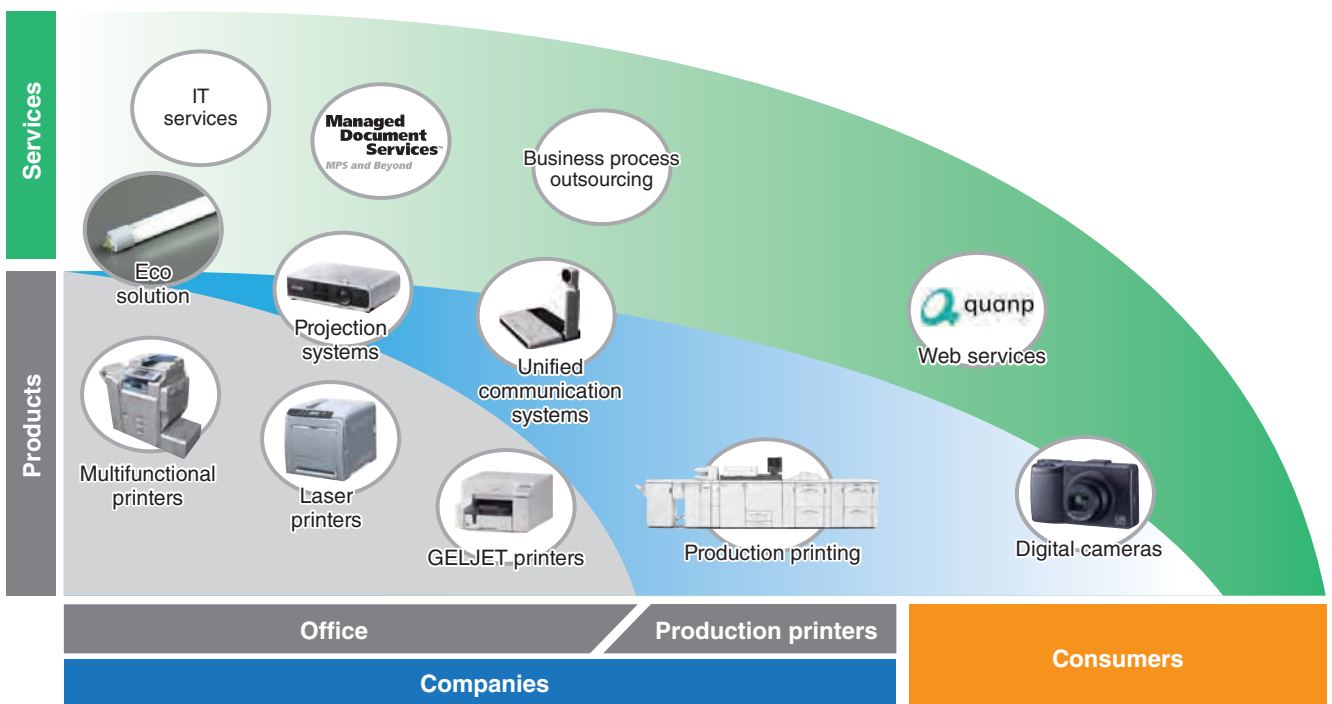 Services
IT
services
Managed
Document
Services™
MPS and Beyond
Business process
outsourcing
Eco
solution
Projection
systems
Unified
communication
systems
quanp
Web services
Products
Multifunctional
printers
Laser
printers
GELJET printers
Production printing
Digital cameras
Office
Production printers
Companies
Consumers